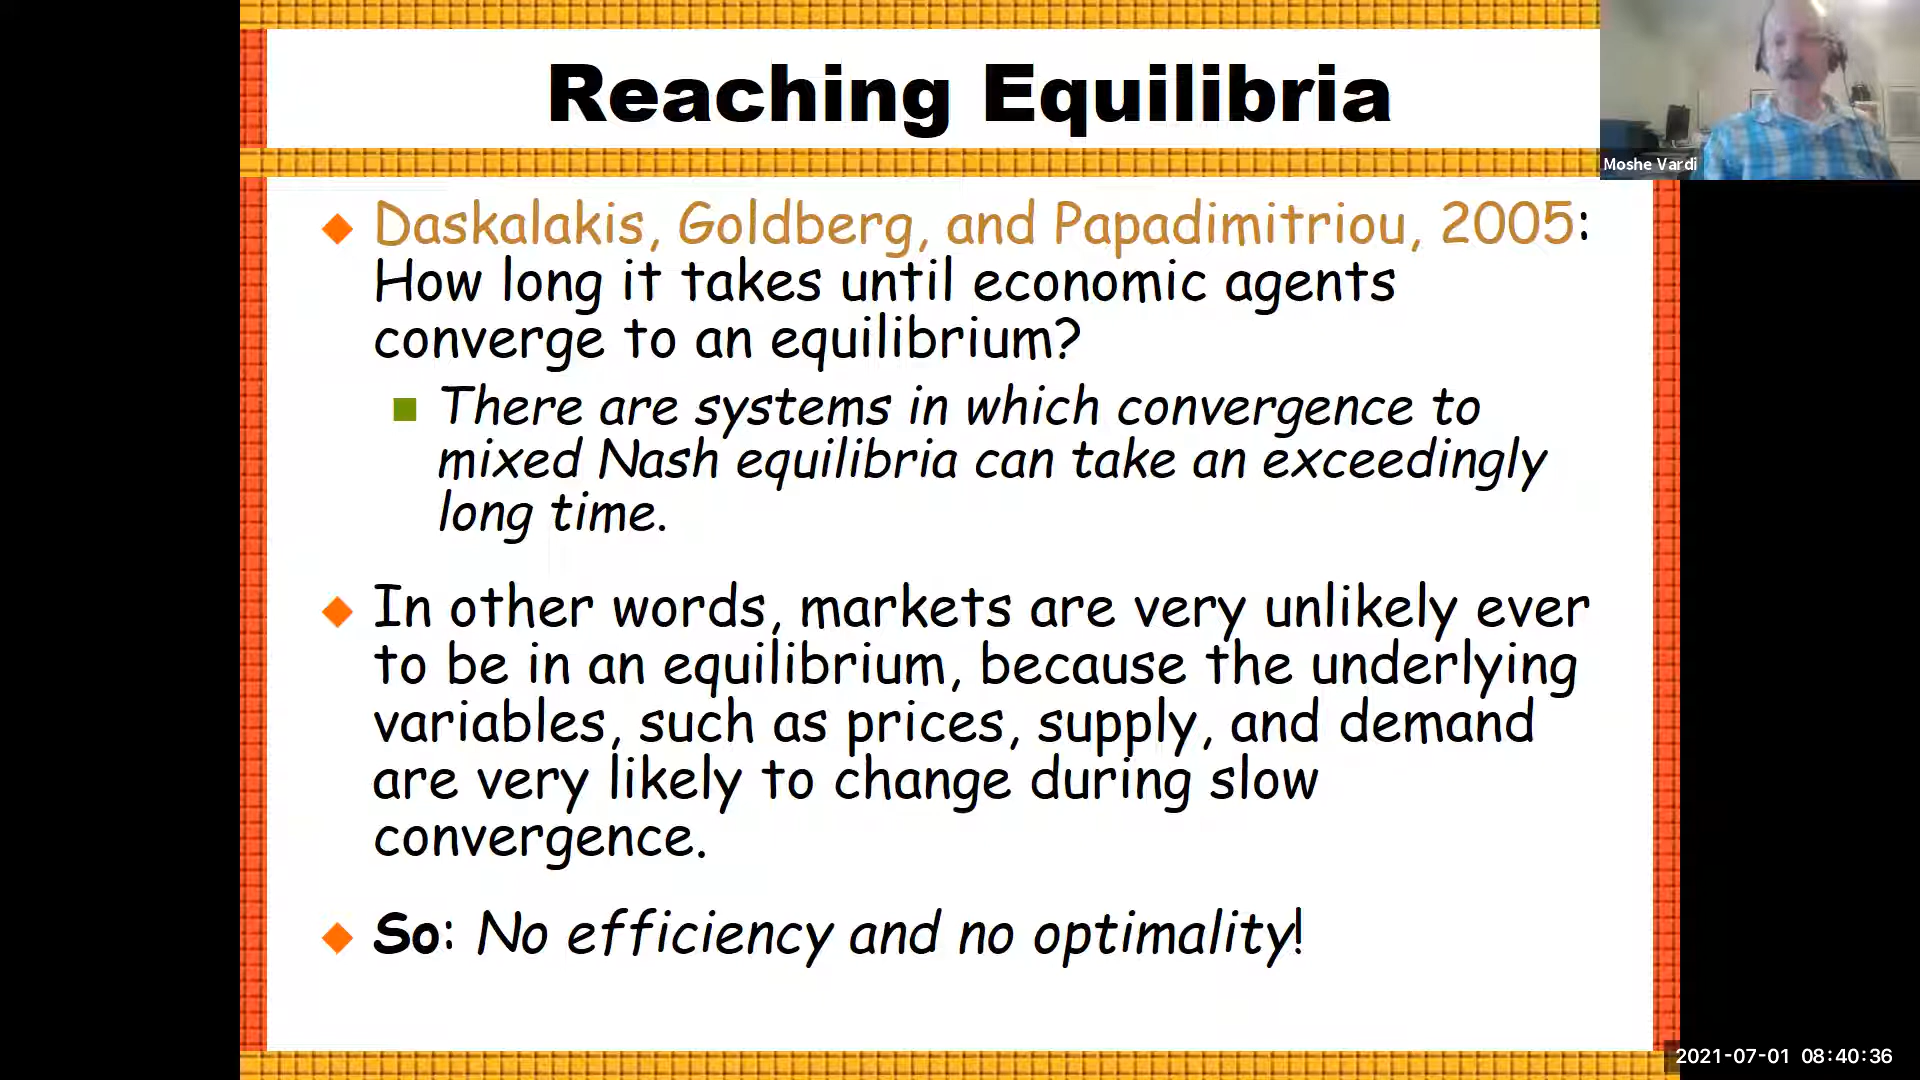 Reaching Equilibria
Moshe Vardi
Daskalakis, Goldberg, and Papadimitriou, 2005:
How long it takes until economic agents
converge to an equilibrium?
There are systems in which convergence to
mixed Nash equilibria can take an exceedingly
long time.
In other words, markets are very unlikely ever
to be in an equilibrium, because the underlying
variables, such as prices, supply, and demand
are very likely to change during slow
convergence.
So: No efficiency and no optimality!
2021-07-01 08:40:36